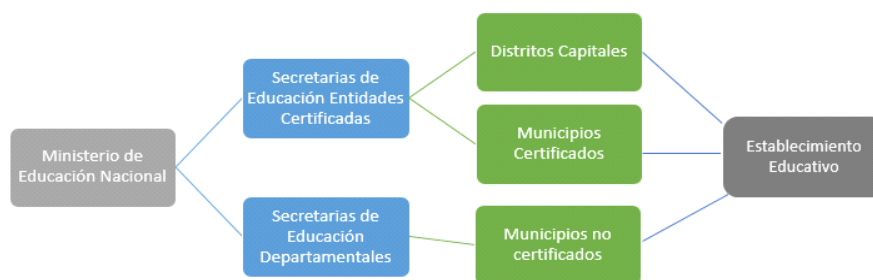 Ministerio de
Educación Nacional
Secretarias de
Educación Entidades
Certificadas
Secretarias de
Educación
Departamentales
Distritos Capitales
Municipios
Certificados
Municipios no
certificados
Establecimiento
Educativo